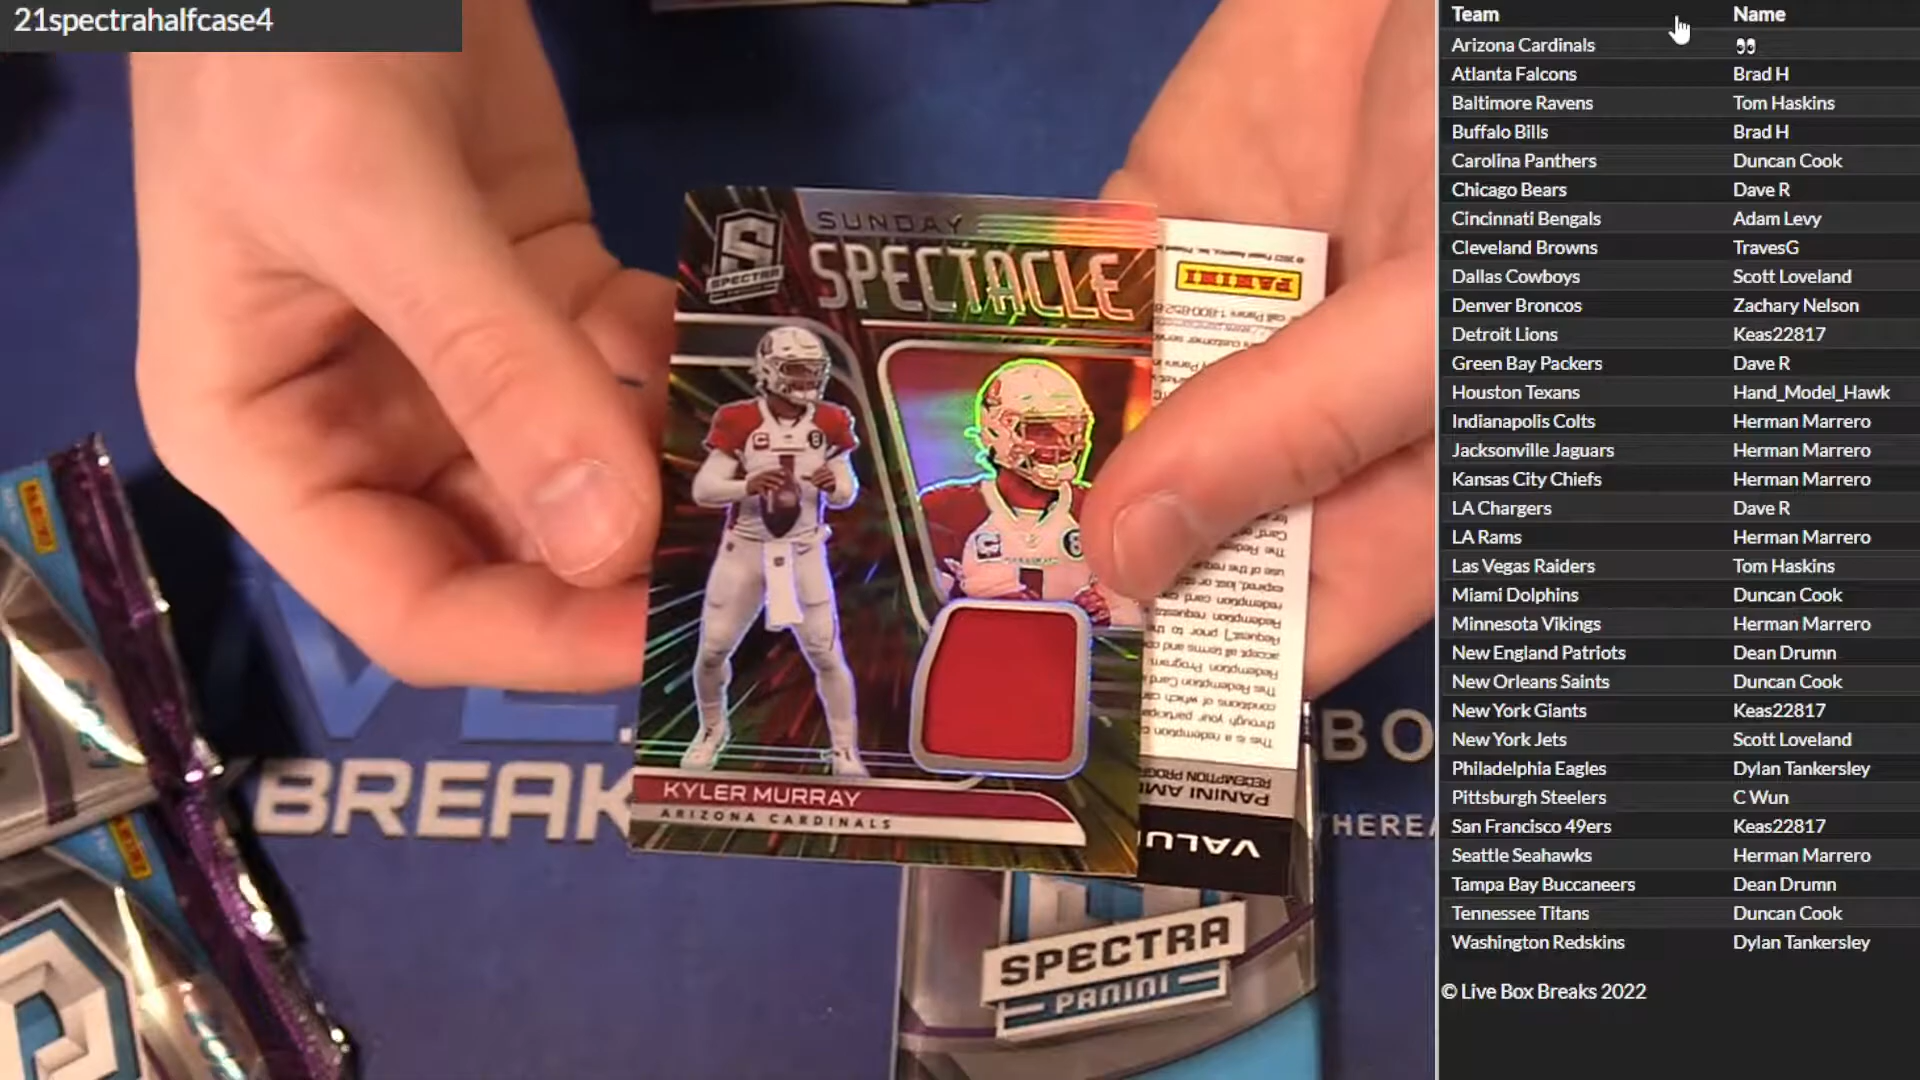 21spectrahalfcase4
SUNDAY
SPECTACLE
S
SPECTRA
KYLER MURRAY
ARIZONA CARDINALS
PANINI
VALU
BREAK
BO
HERE
SPECTRA
PANINI
Team Name
Arizona Cardinals 👀
Atlanta Falcons Brad H
Baltimore Ravens Tom Haskins
Buffalo Bills Brad H
Carolina Panthers Duncan Cook
Chicago Bears Dave R
Cincinnati Bengals Adam Levy
Cleveland Browns TravesG
Dallas Cowboys Scott Loveland
Denver Broncos Zachary Nelson
Detroit Lions Keas22817
Green Bay Packers Dave R
Houston Texans Hand_Model_Hawk
Indianapolis Colts Herman Marrero
Jacksonville Jaguars Herman Marrero
Kansas City Chiefs Herman Marrero
LA Chargers Dave R
LA Rams Herman Marrero
Las Vegas Raiders Tom Haskins
Miami Dolphins Duncan Cook
Minnesota Vikings Herman Marrero
New England Patriots Dean Drumn
New Orleans Saints Duncan Cook
New York Giants Keas22817
New York Jets Scott Loveland
Philadelphia Eagles Dylan Tankersley
Pittsburgh Steelers C Wun
San Francisco 49ers Keas22817
Seattle Seahawks Herman Marrero
Tampa Bay Buccaneers Dean Drumn
Tennessee Titans Duncan Cook
Washington Redskins Dylan Tankersley
© Live Box Breaks 2022